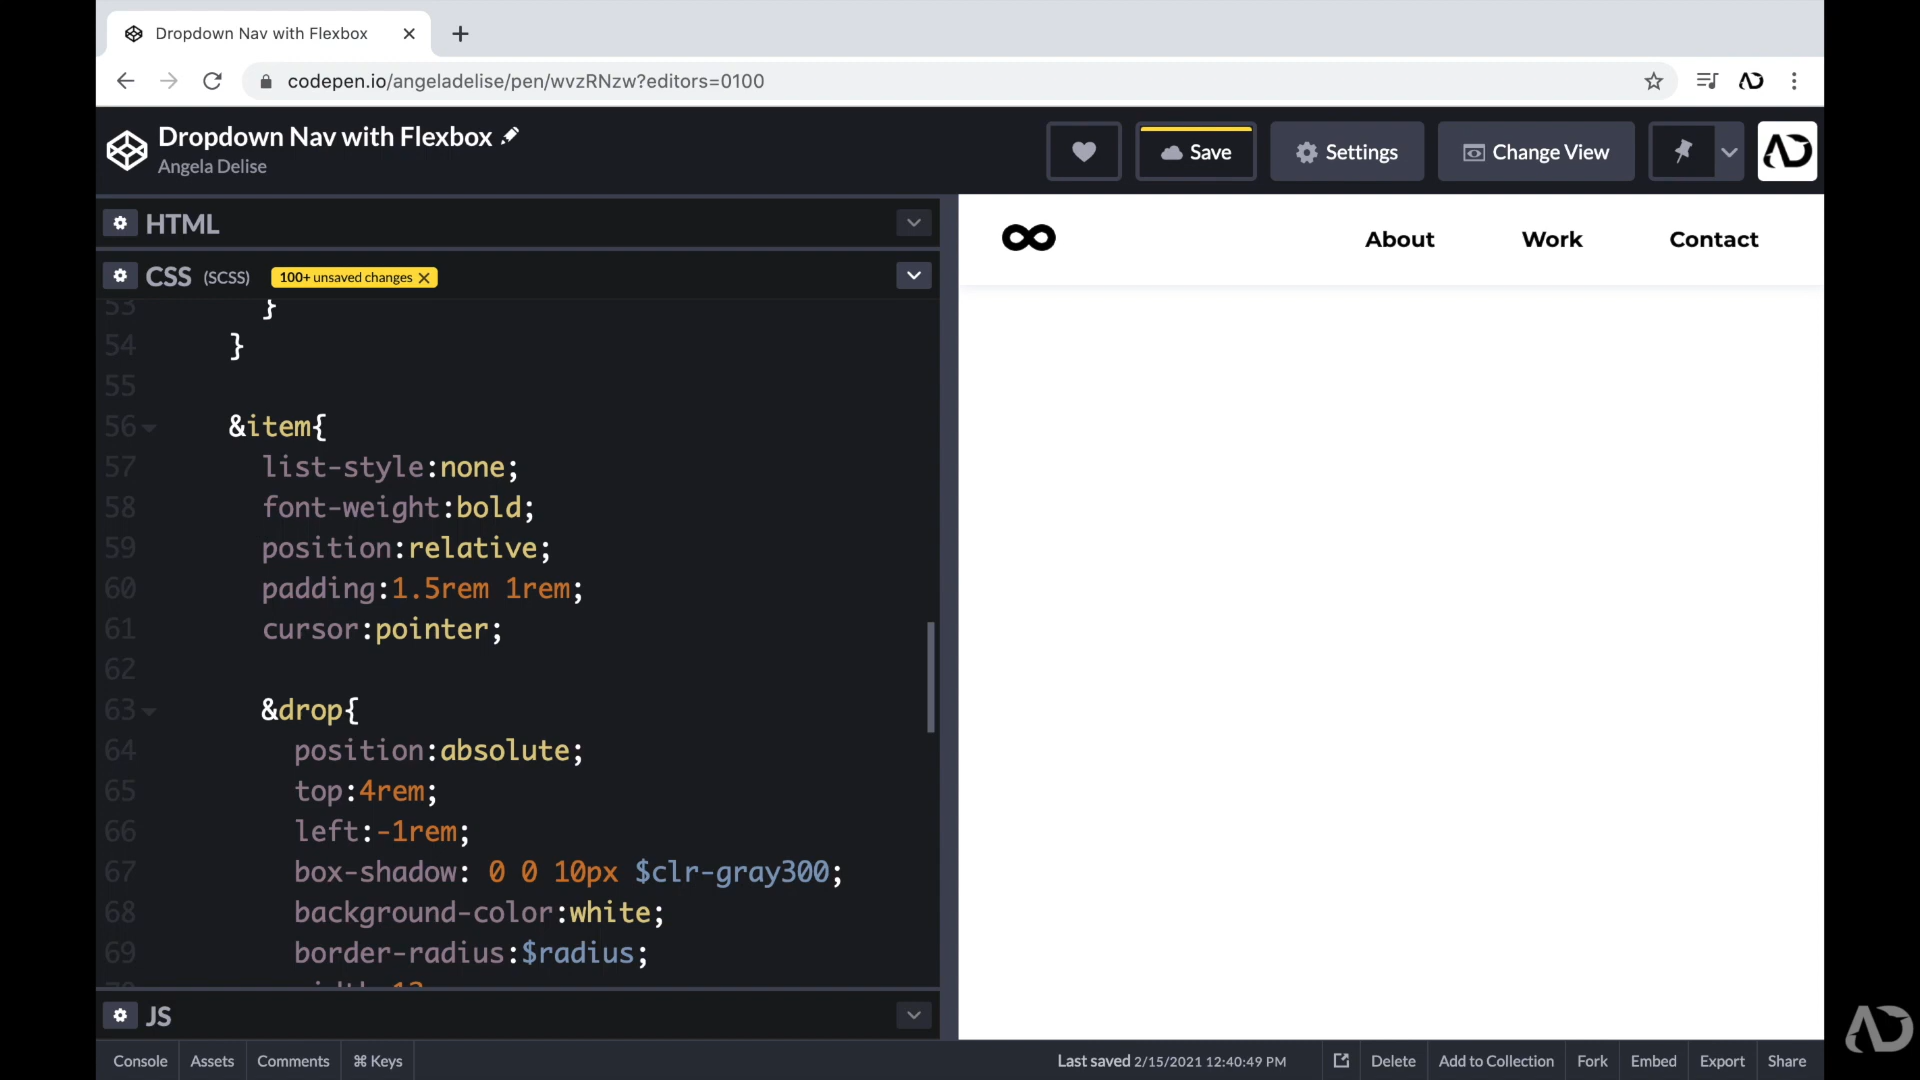 Dropdown Nav with Flexbox
codepen.io/angeladelise/pen/wvzRNzw?editors=0100
Dropdown Nav with Flexbox
Angela Delise
Save
Settings
Change View
HTML
CSS (SCSS) 100+ unsaved changes
53 }
54 }
55
56 &item{
57 list-style:none;
58 font-weight:bold;
59 position:relative;
60 padding:1.5rem 1rem;
61 cursor:pointer;
62
63 &drop{
64 position:absolute;
65 top:4rem;
66 left:-1rem;
67 box-shadow: 0 0 10px $clr-gray300;
68 background-color:white;
69 border-radius:$radius;
JS
About Work Contact
Console Assets Comments ⌘ Keys
Last saved 2/15/2021 12:40:49 PM
Delete Add to Collection Fork Embed Export Share